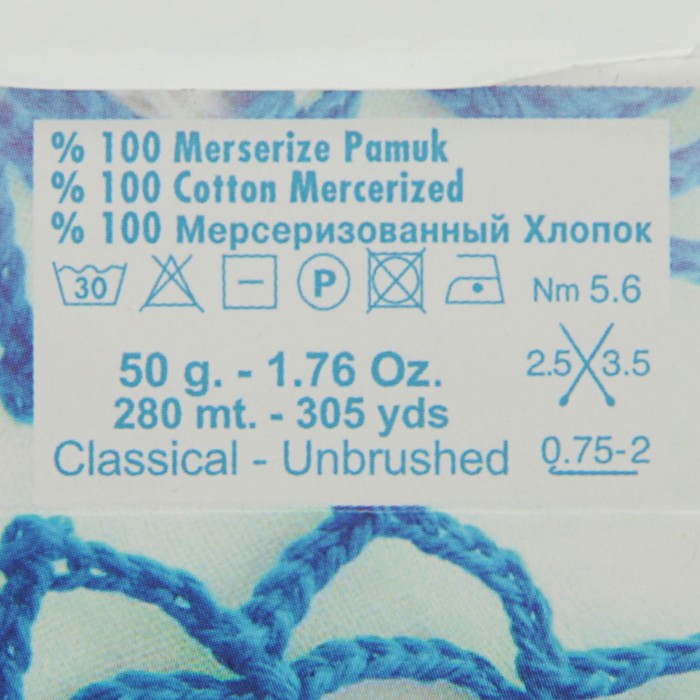 % 100 Merserize Pamuk
% 100 Cotton Mercerized
% 100 Мерсеризованный Хлопок
30 P Nm 5.6
50 g. - 1.76 Oz. 2.5 3.5
280 mt. - 305 yds
Classical - Unbrushed 0.75-2